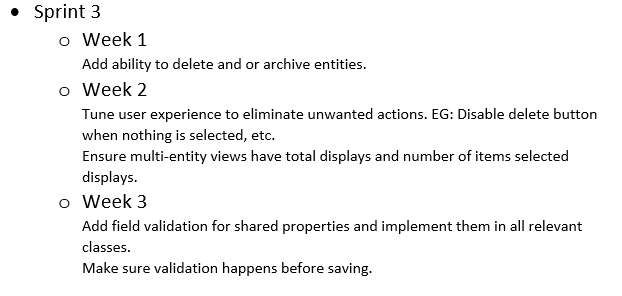 • Sprint 3
o Week 1
Add ability to delete and or archive entities.
o Week 2
Tune user experience to eliminate unwanted actions. EG: Disable delete button
when nothing is selected, etc.
Ensure multi-entity views have total displays and number of items selected
displays.
o Week 3
Add field validation for shared properties and implement them in all relevant
classes.
Make sure validation happens before saving.